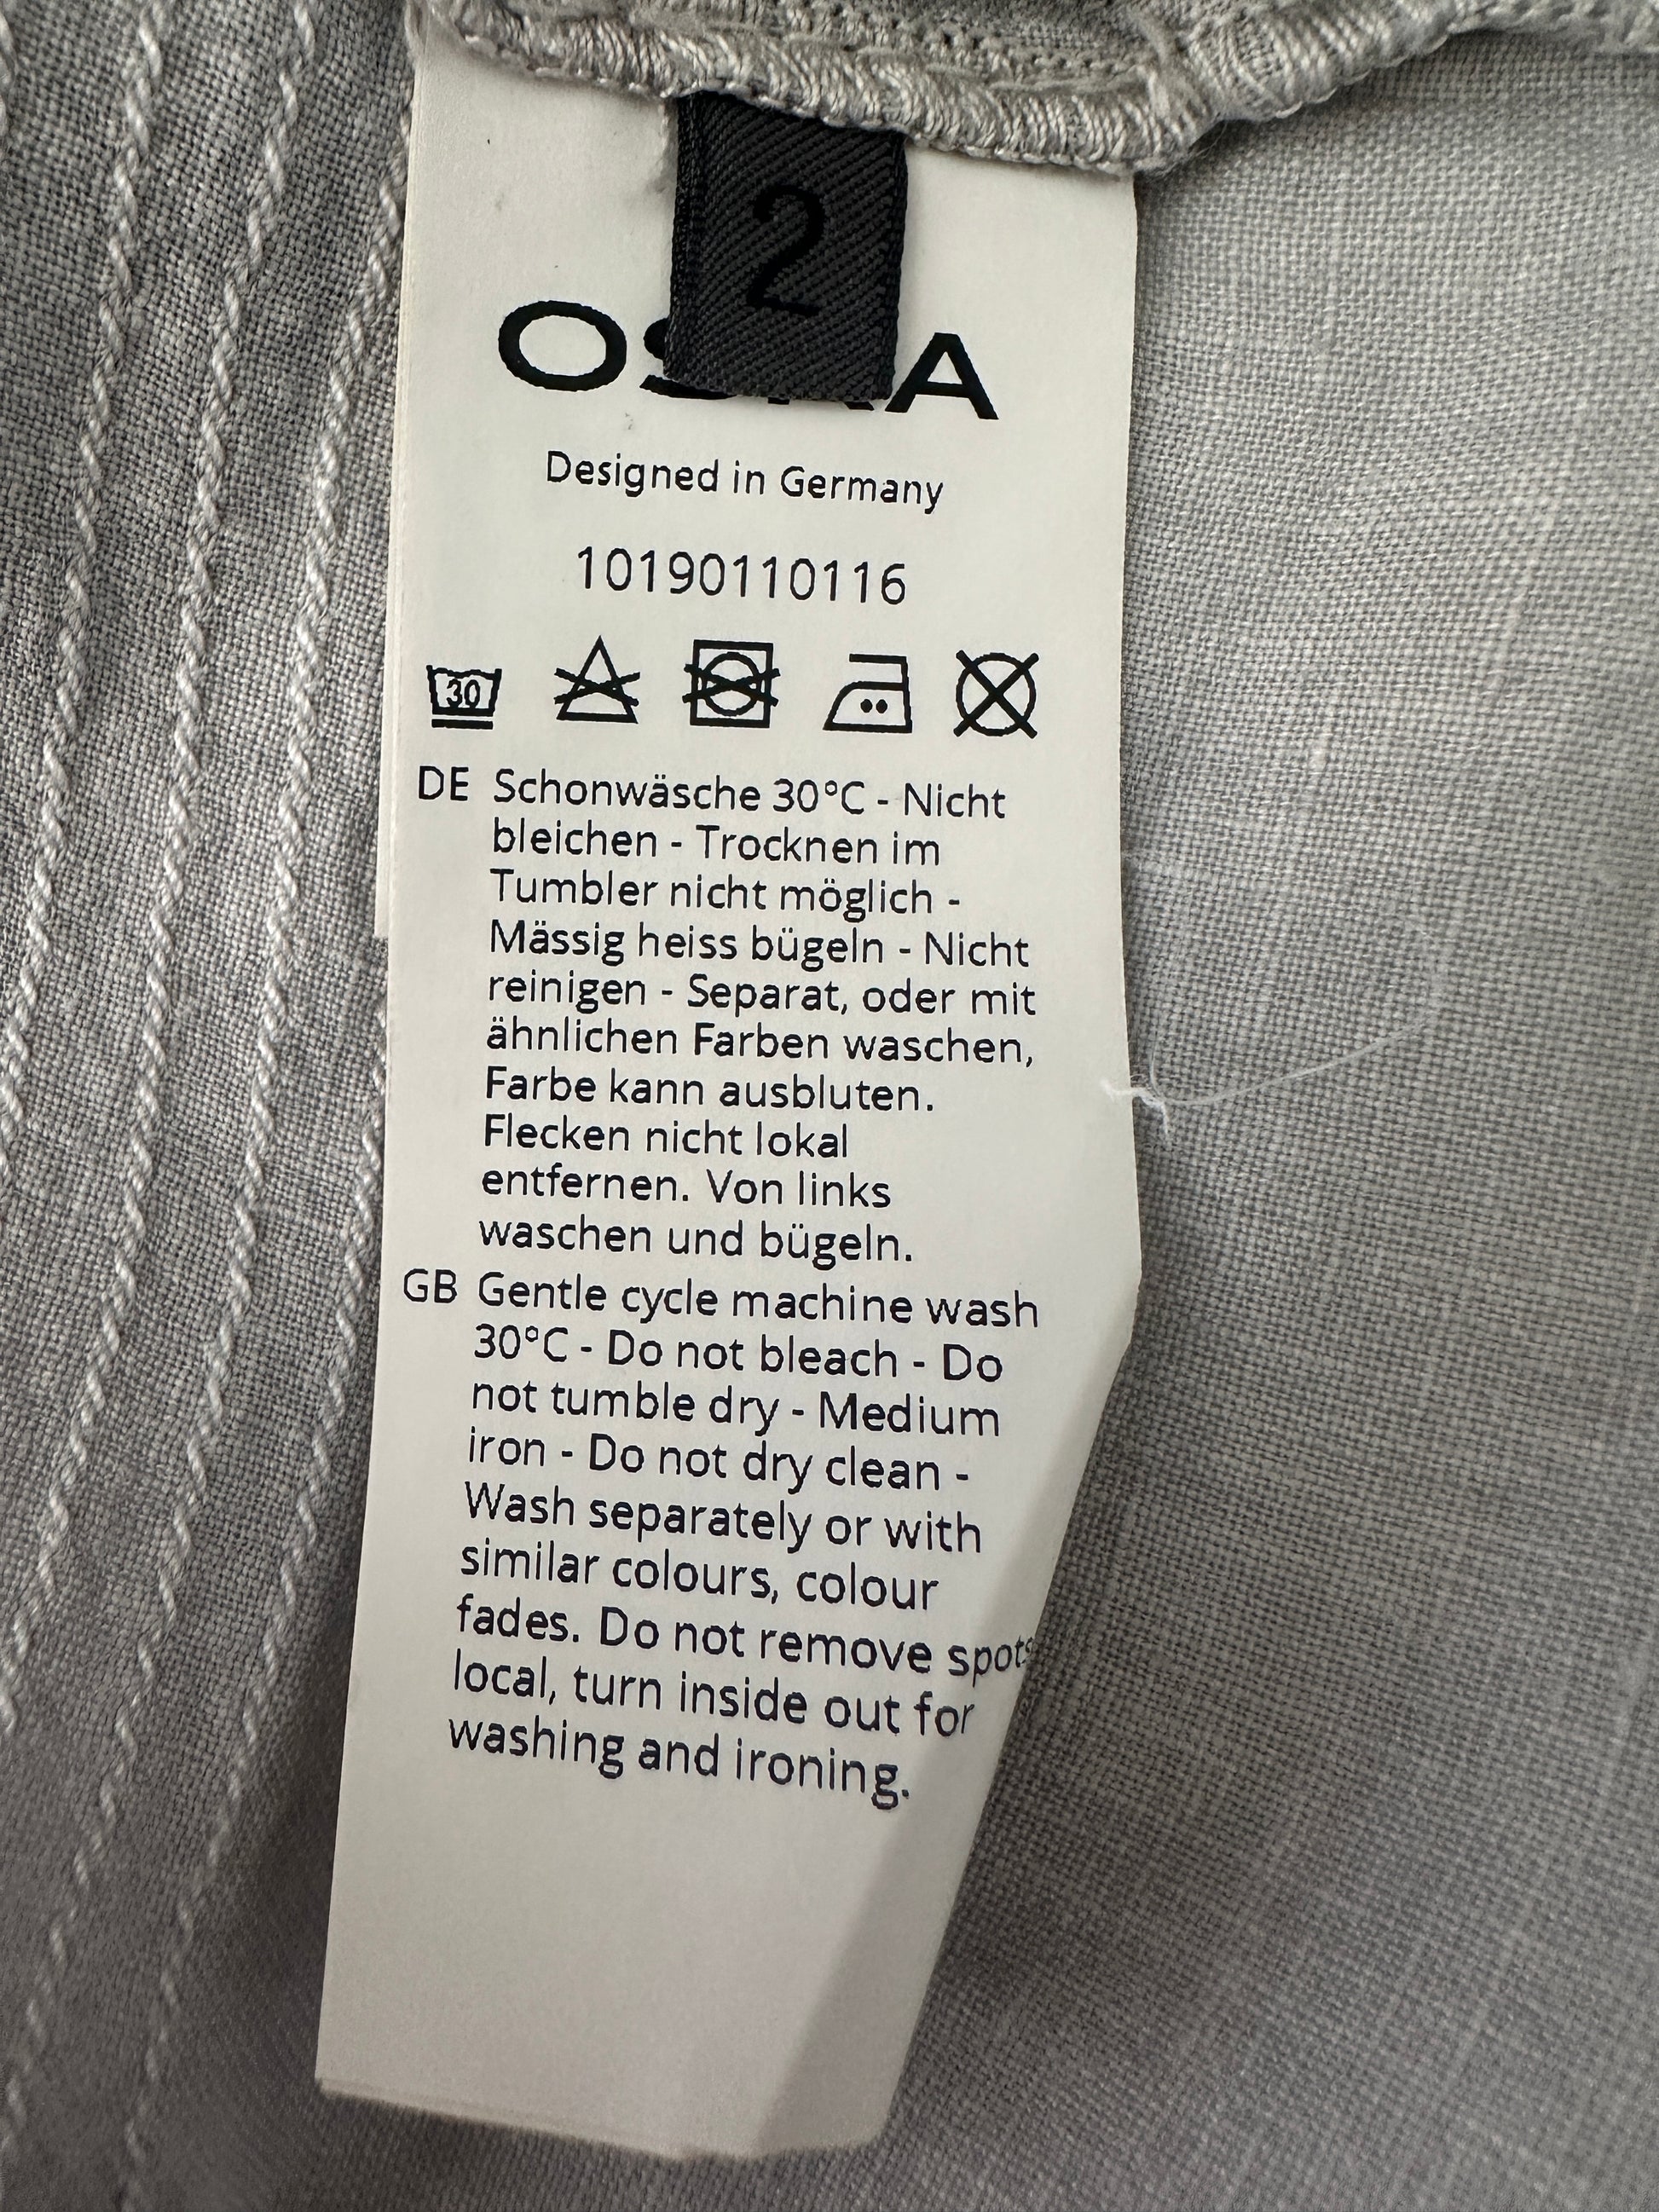 2
Designed in Germany
10190110116
30
DE Schonwäsche 30°C - Nicht
bleichen - Trocknen im
Tumbler nicht möglich -
Mässig heiss bügeln - Nicht
reinigen - Separat, oder mit
ähnlichen Farben waschen,
Farbe kann ausbluten.
Flecken nicht lokal
entfernen. Von links
waschen und bügeln.
GB Gentle cycle machine wash
30°C - Do not bleach - Do
not tumble dry - Medium
iron - Do not dry clean -
Wash separately or with
similar colours, colour
fades. Do not remove spots
local, turn inside out for
washing and ironing.